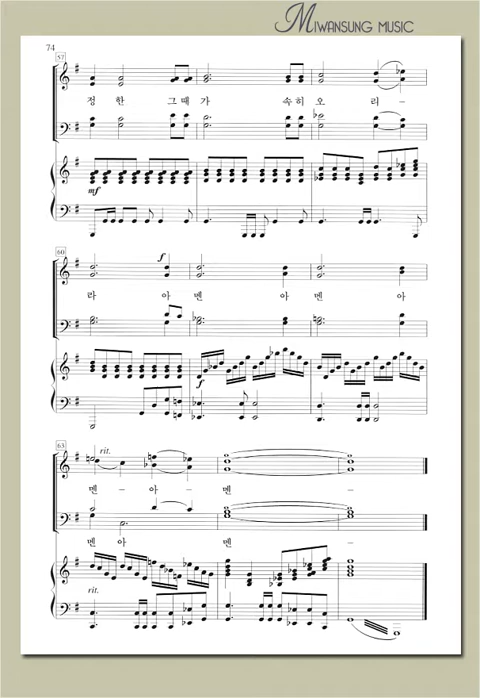 MIWANSUNG MUSIC
74
57
정 한 그때 가 속히 오 리 -
mf
60
f
라 아 멘 아 멘 아
f
63
rit.
멘 - 아 - 멘 -
멘 아 멘 -
rit.